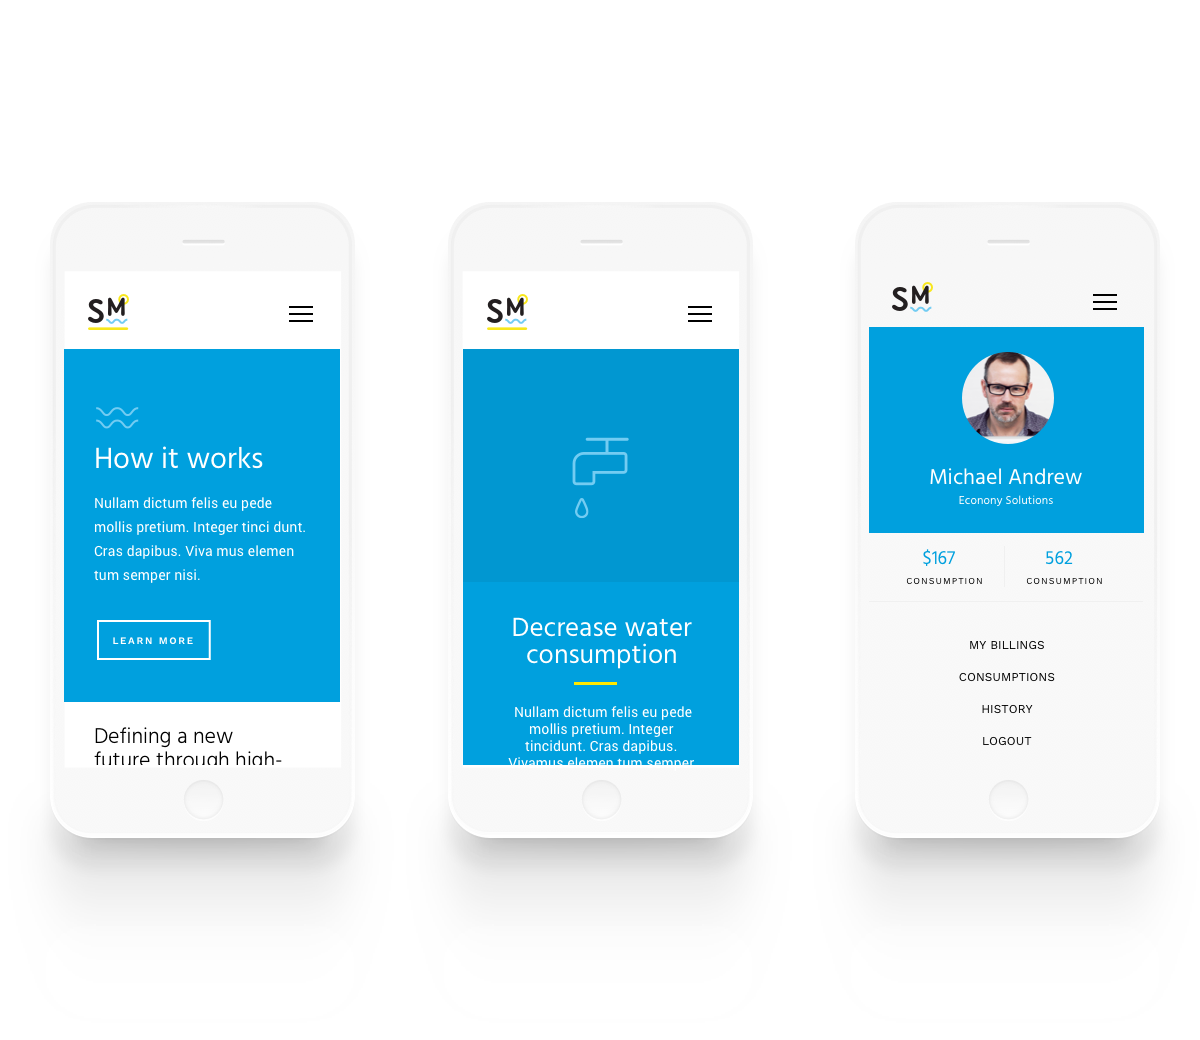 SM
How it works
Nullam dictum felis eu pede
mollis pretium. Integer tinci dunt.
Cras dapibus. Viva mus elemen
tum semper nisi.
LEARN MORE
Defining a new
future through high-
SM
Decrease water
consumption
Nullam dictum felis eu pede
mollis pretium. Integer
tincidunt. Cras dapibus.
Vivamus elemen tum semper
SM
Michael Andrew
Econony Solutions
$167
CONSUMPTION
562
CONSUMPTION
MY BILLINGS
CONSUMPTIONS
HISTORY
LOGOUT